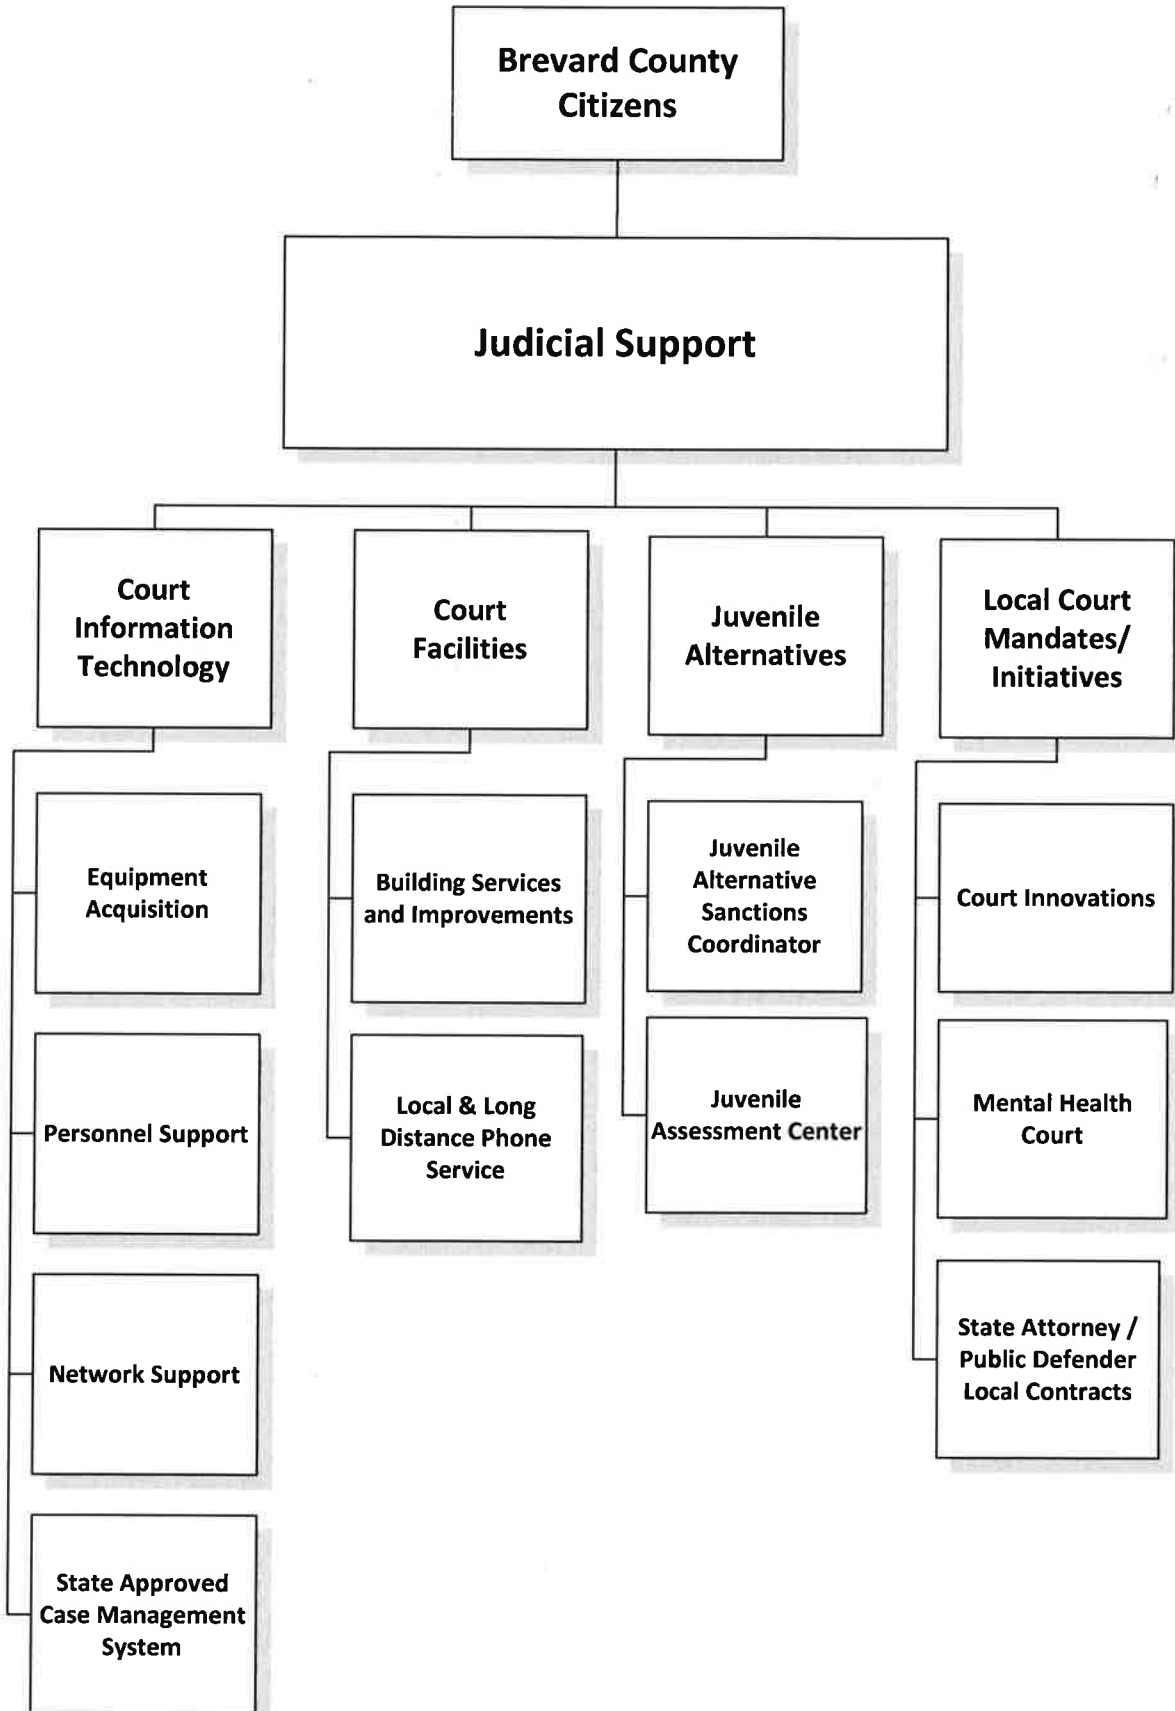 Brevard County
Citizens
Judicial Support
Court
Information
Technology
Court
Facilities
Juvenile
Alternatives
Local Court
Mandates/
Initiatives
Equipment
Acquisition
Building Services
and Improvements
Juvenile
Alternative
Sanctions
Coordinator
Court Innovations
Personnel Support
Local & Long
Distance Phone
Service
Juvenile
Assessment Center
Mental Health
Court
Network Support
State Attorney /
Public Defender
Local Contracts
State Approved
Case Management
System